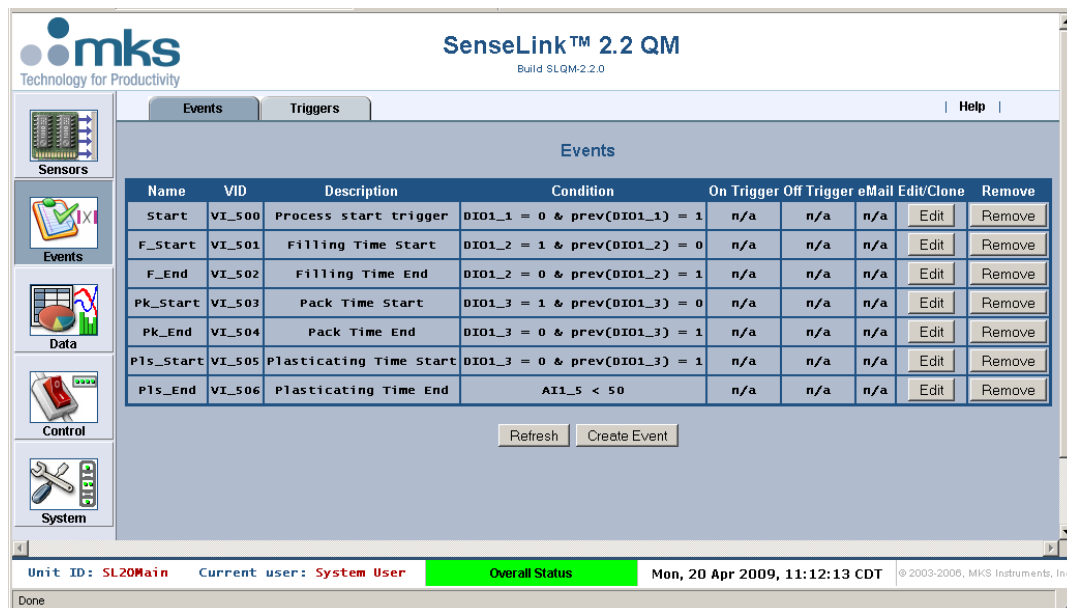 mks
Technology for Productivity
SenseLink™ 2.2 QM
Build SLQM-2.2.0
Events Triggers | Help |
Sensors
Events
Data
Control
System
Events
Name VID Description Condition On Trigger Off Trigger eMail Edit/Clone Remove
Start VI_500 Process start trigger DIO1_1 = 0 & prev(DIO1_1) = 1 n/a n/a n/a Edit Remove
F_Start VI_501 Filling Time Start DIO1_2 = 1 & prev(DIO1_2) = 0 n/a n/a n/a Edit Remove
F_End VI_502 Filling Time End DIO1_2 = 0 & prev(DIO1_2) = 1 n/a n/a n/a Edit Remove
Pk_Start VI_503 Pack Time Start DIO1_3 = 1 & prev(DIO1_3) = 0 n/a n/a n/a Edit Remove
Pk_End VI_504 Pack Time End DIO1_3 = 0 & prev(DIO1_3) = 1 n/a n/a n/a Edit Remove
Pls_Start VI_505 Plasticating Time Start DIO1_3 = 0 & prev(DIO1_3) = 1 n/a n/a n/a Edit Remove
Pls_End VI_506 Plasticating Time End AI1_5 < 50 n/a n/a n/a Edit Remove
Refresh Create Event
Unit ID: SL20Main Current user: System User Overall Status Mon, 20 Apr 2009, 11:12:13 CDT © 2003-2006, MKS Instruments, In
Done